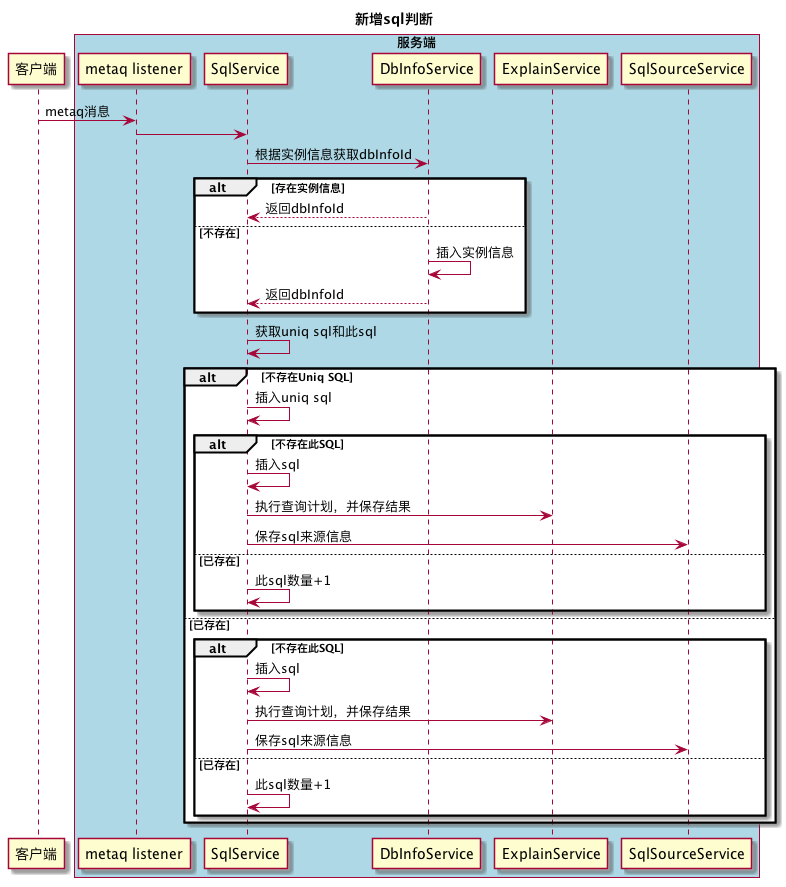 新增sql判断
服务端
客户端
metaq listener
SqlService
DbInfoService
ExplainService
SqlSourceService
metaq消息
根据实例信息获取dbInfoId
alt
[存在实例信息]
返回dbInfoId
[不存在]
插入实例信息
返回dbInfoId
获取uniq sql和此sql
alt
[不存在Uniq SQL]
插入uniq sql
alt
[不存在此SQL]
插入sql
执行查询计划，并保存结果
保存sql来源信息
[已存在]
此sql数量+1
[已存在]
alt
[不存在此SQL]
插入sql
执行查询计划，并保存结果
保存sql来源信息
[已存在]
此sql数量+1
客户端
metaq listener
SqlService
DbInfoService
ExplainService
SqlSourceService